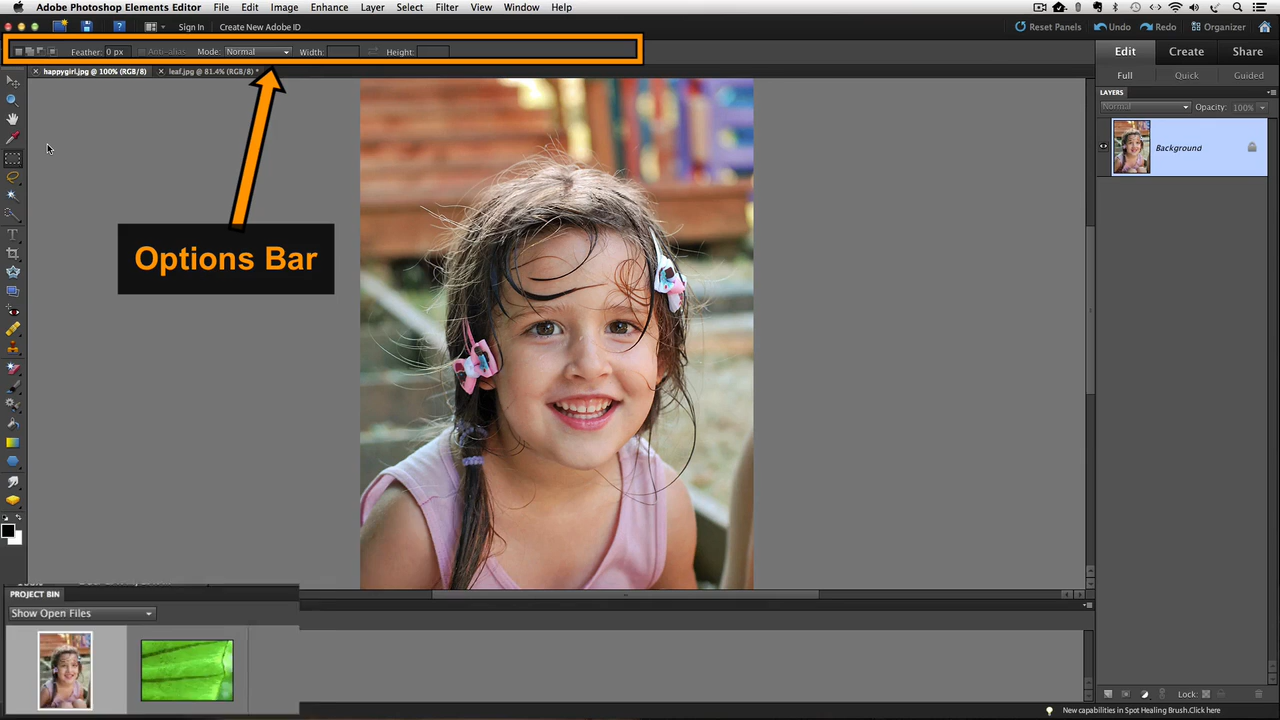 Adobe Photoshop Elements Editor File Edit Image Enhance Layer Select Filter View Window Help
Sign In Create New Adobe ID Reset Panels Undo Redo Organizer
Feather: 0 px Anti-alias Mode: Normal Width: Height:
Edit Create Share
happygirl.jpg @ 100% (RGB/8) leaf.jpg @ 81.4% (RGB/8) *
Full Quick Guided
LAYERS
Normal Opacity: 100%
Background
Options Bar
PROJECT BIN
Show Open Files
Lock:
New capabilities in Spot Healing Brush.Click here